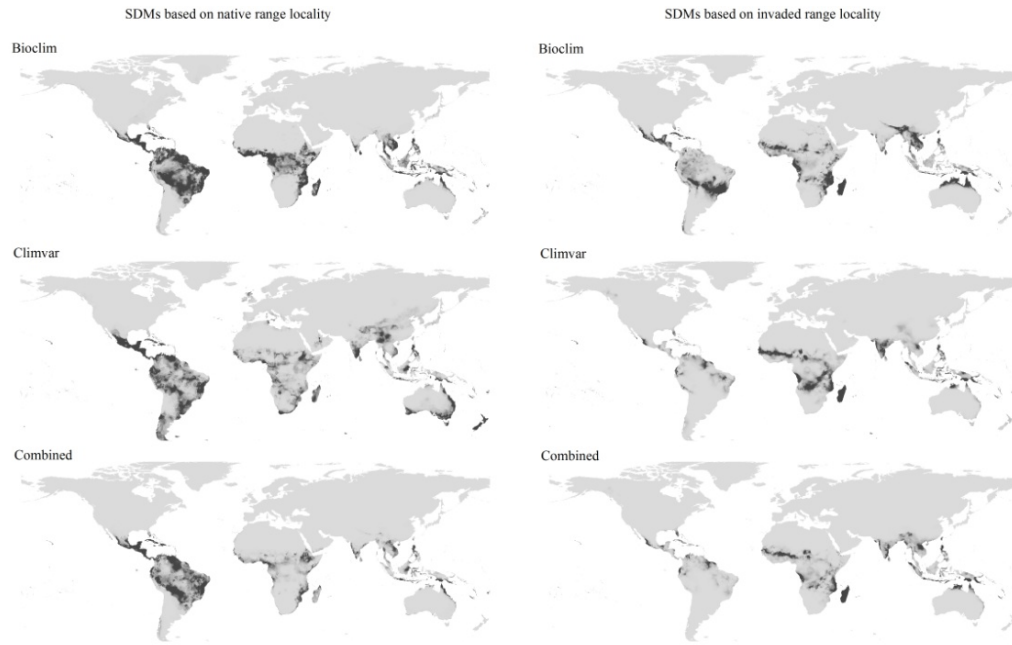 SDMs based on native range locality
SDMs based on invaded range locality
Bioclim
Bioclim
Climvar
Climvar
Combined
Combined